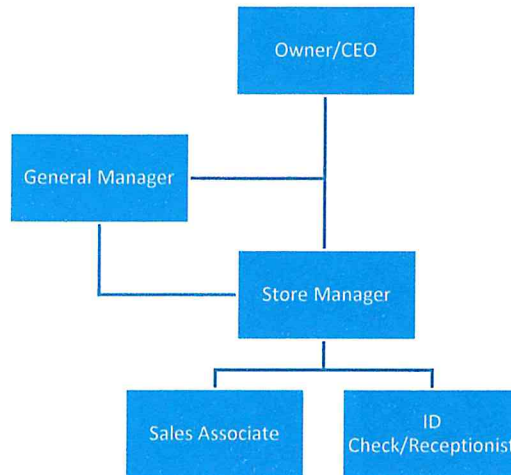 Owner/CEO
General Manager
Store Manager
Sales Associate
ID
Check/Receptionist